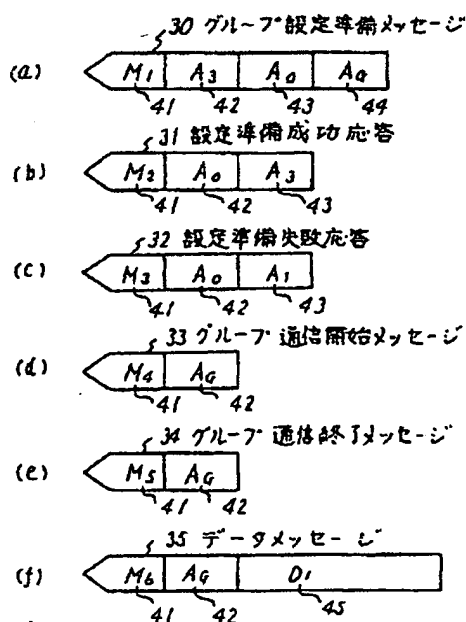 30 グループ設定準備メッセージ
(a) M1 A3 A0 AG
41 42 43 44
31 設定準備成功応答
(b) M2 A0 A3
41 42 43
32 設定準備失敗応答
(c) M3 A0 A1
41 42 43
33 グループ通信開始メッセージ
(d) M4 AG
41 42
34 グループ通信終了メッセージ
(e) M5 AG
41 42
35 データメッセージ
(f) M6 AG D1
41 42 45